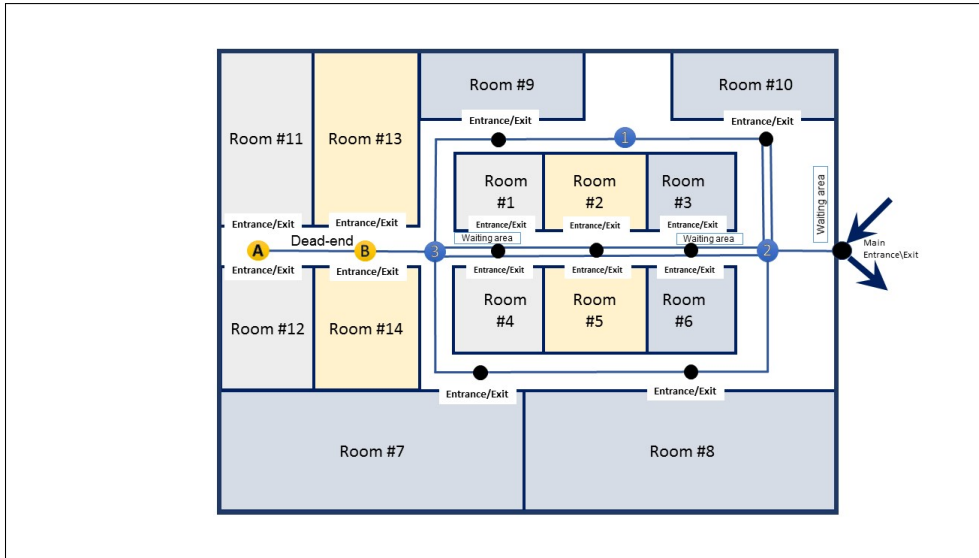 Room #9
Room #10
Room #11
Room #13
Entrance/Exit
Entrance/Exit
1
Room
#1
Room
#2
Room
#3
Waiting area
Entrance/Exit
Entrance/Exit
Entrance/Exit
Entrance/Exit
Entrance/Exit
Dead-end
Waiting area
Waiting area
A
B
3
2
Main
Entrance\Exit
Entrance/Exit
Entrance/Exit
Entrance/Exit
Entrance/Exit
Entrance/Exit
Room #12
Room #14
Room
#4
Room
#5
Room
#6
Entrance/Exit
Entrance/Exit
Room #7
Room #8